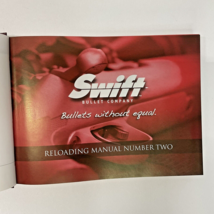 Swift
BULLET COMPANY
Bullets without equal.
RELOADING MANUAL NUMBER TWO